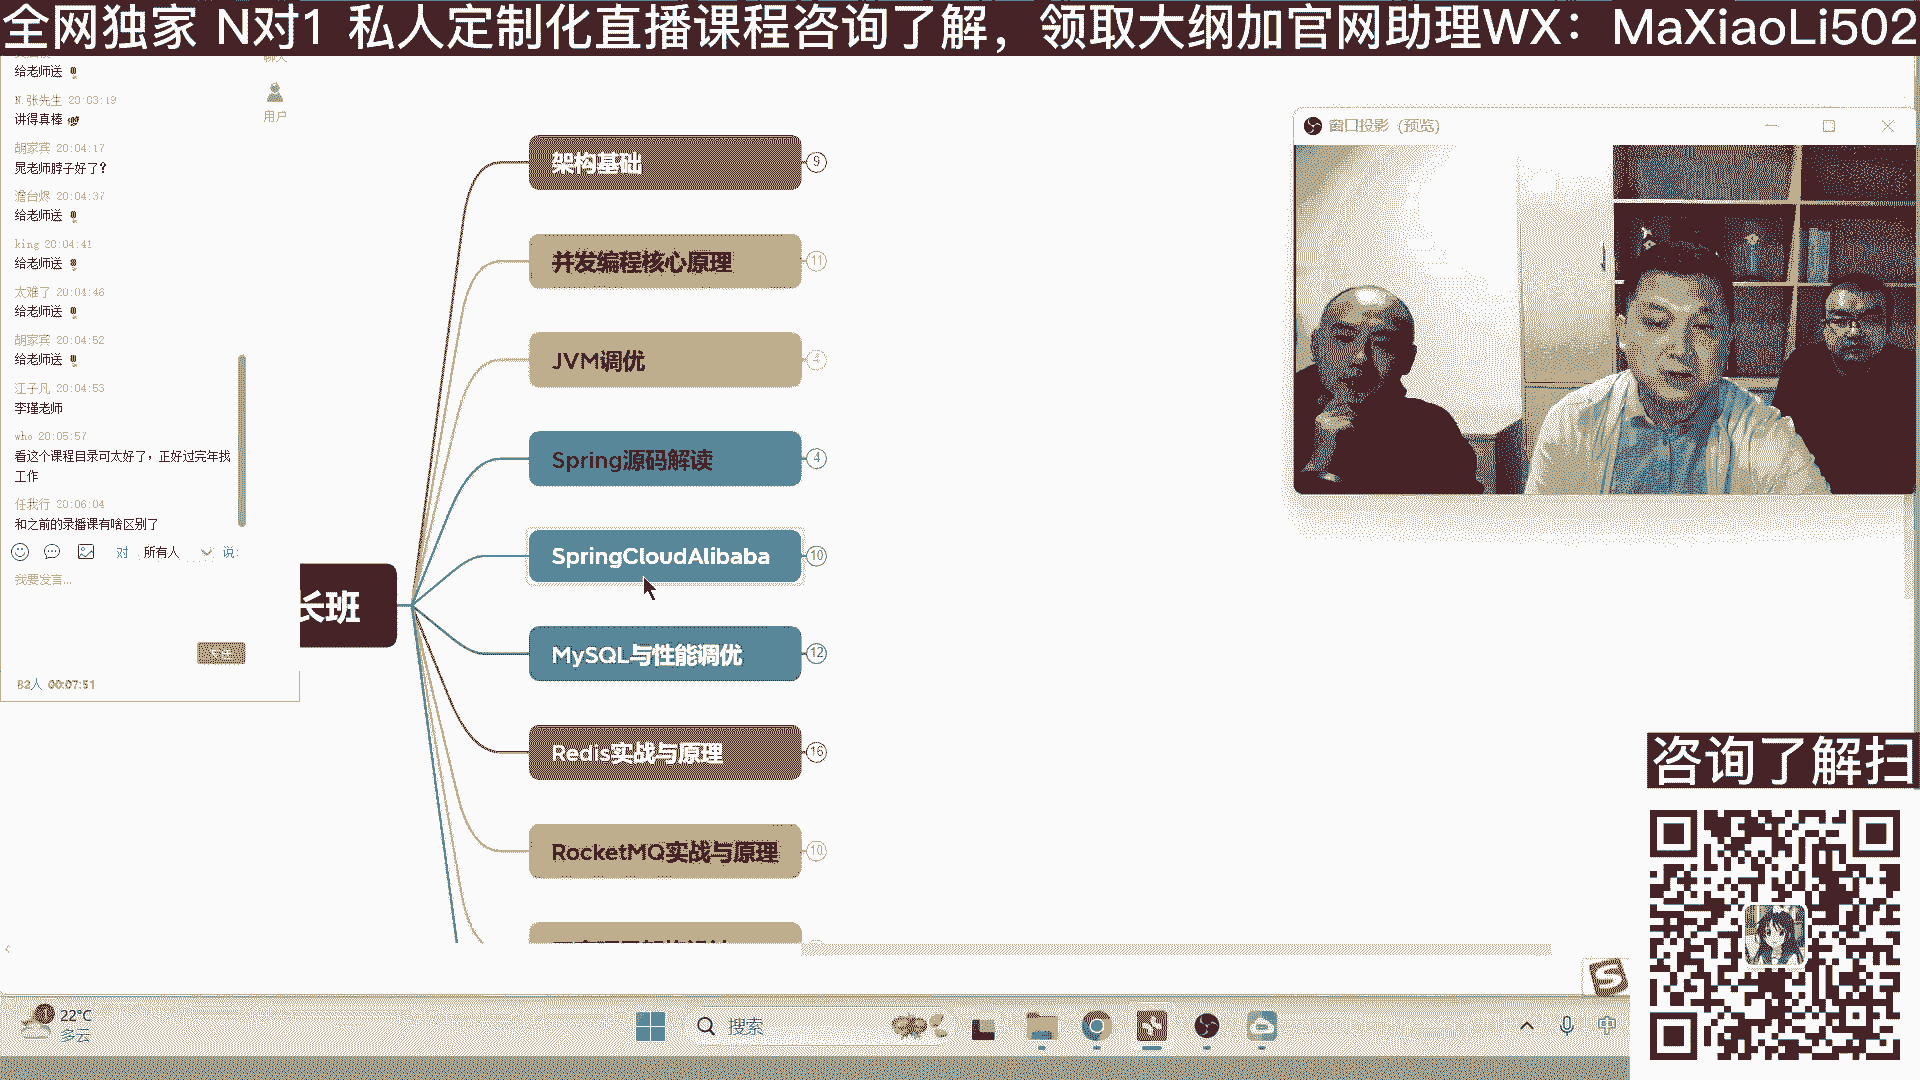 全网独家 N对1 私人定制化直播课程咨询了解，领取大纲加官网助理WX：MaXiaoLi502
给老师送
聊天
N.张先生 20:03:19
讲得真棒
用户
胡家宾 20:04:17
晁老师脖子好了?
澹台烬 20:04:37
给老师送
king 20:04:41
给老师送
太难了 20:04:46
给老师送
胡家宾 20:04:52
给老师送
江子凡 20:04:53
李瑾老师
who 20:05:57
看这个课程目录可太好了，正好过完年找
工作
任我行 20:06:04
和之前的录播课有啥区别了
对 所有人 说:
我要发言...
82人 00:07:51
长班
架构基础 9
并发编程核心原理 11
JVM调优 4
Spring源码解读 4
SpringCloudAlibaba 10
MySQL与性能调优 12
Redis实战与原理 16
RocketMQ实战与原理 10
窗口投影 (预览)
咨询了解扫
22°C
多云
搜索
中